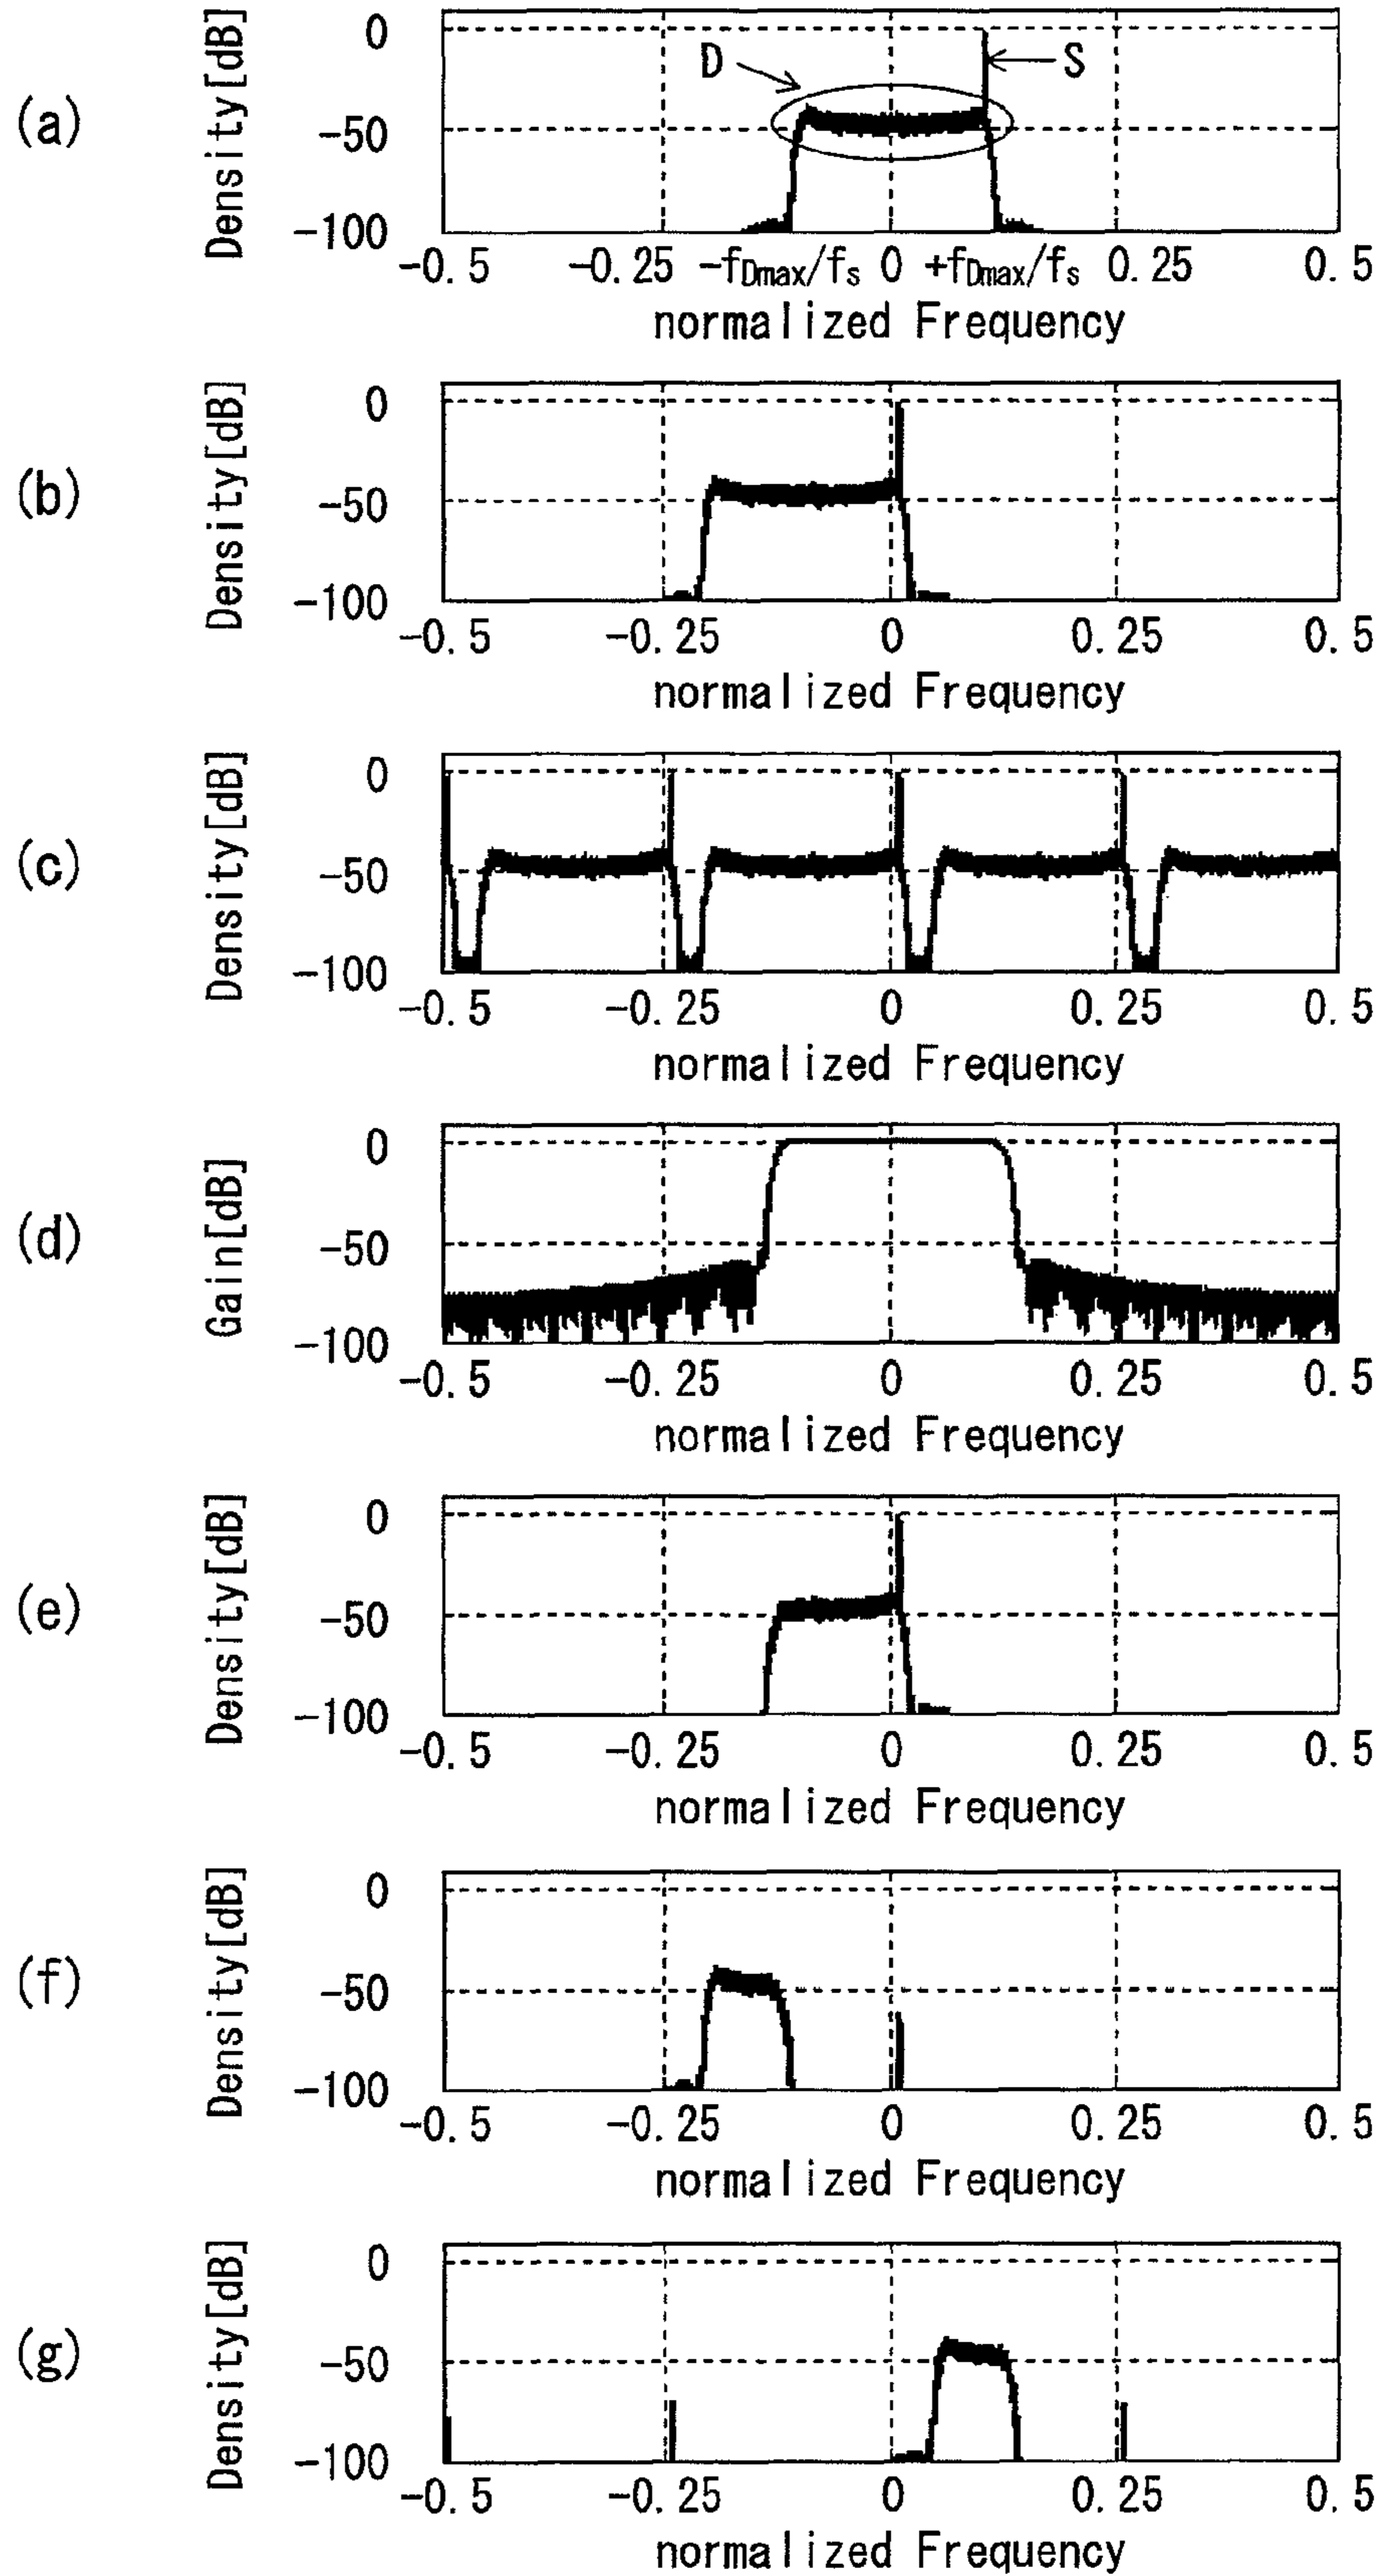 (a)
Density[dB]
0
-50
-100
D
S
-0.5 -0.25 -fDmax/fs 0 +fDmax/fs 0.25 0.5
normalized Frequency
(b)
Density[dB]
0
-50
-100
-0.5 -0.25 0 0.25 0.5
normalized Frequency
(c)
Density[dB]
0
-50
-100
-0.5 -0.25 0 0.25 0.5
normalized Frequency
(d)
Gain[dB]
0
-50
-100
-0.5 -0.25 0 0.25 0.5
normalized Frequency
(e)
Density[dB]
0
-50
-100
-0.5 -0.25 0 0.25 0.5
normalized Frequency
(f)
Density[dB]
0
-50
-100
-0.5 -0.25 0 0.25 0.5
normalized Frequency
(g)
Density[dB]
0
-50
-100
-0.5 -0.25 0 0.25 0.5
normalized Frequency